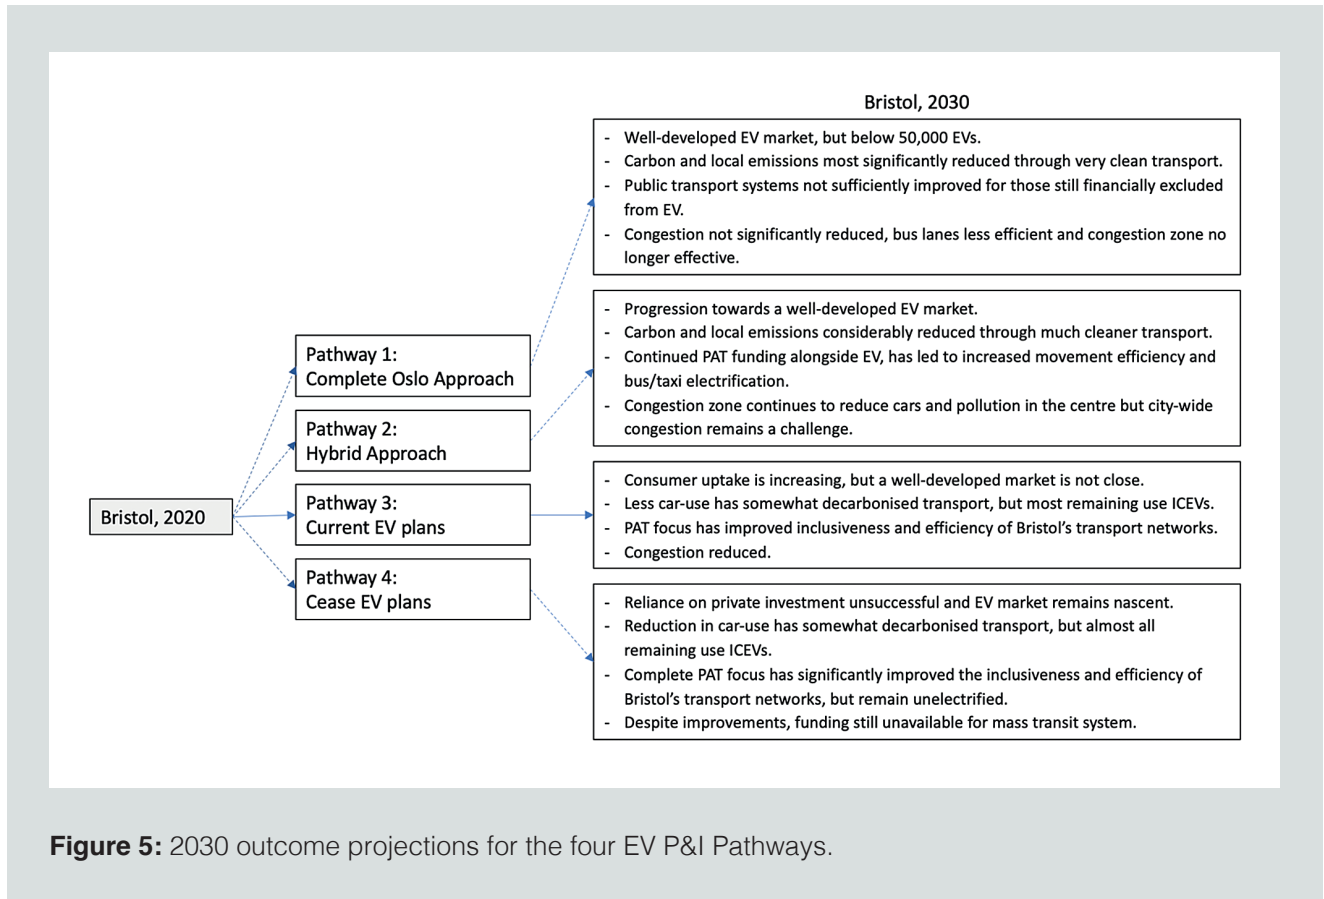 Bristol, 2020
Pathway 1:
Complete Oslo Approach
Pathway 2:
Hybrid Approach
Pathway 3:
Current EV plans
Pathway 4:
Cease EV plans
Bristol, 2030
- Well-developed EV market, but below 50,000 EVs.
- Carbon and local emissions most significantly reduced through very clean transport.
- Public transport systems not sufficiently improved for those still financially excluded
from EV.
- Congestion not significantly reduced, bus lanes less efficient and congestion zone no
longer effective.
- Progression towards a well-developed EV market.
- Carbon and local emissions considerably reduced through much cleaner transport.
- Continued PAT funding alongside EV, has led to increased movement efficiency and
bus/taxi electrification.
- Congestion zone continues to reduce cars and pollution in the centre but city-wide
congestion remains a challenge.
- Consumer uptake is increasing, but a well-developed market is not close.
- Less car-use has somewhat decarbonised transport, but most remaining use ICEVs.
- PAT focus has improved inclusiveness and efficiency of Bristol's transport networks.
- Congestion reduced.
- Reliance on private investment unsuccessful and EV market remains nascent.
- Reduction in car-use has somewhat decarbonised transport, but almost all
remaining use ICEVs.
- Complete PAT focus has significantly improved the inclusiveness and efficiency of
Bristol's transport networks, but remain unelectrified.
- Despite improvements, funding still unavailable for mass transit system.
Figure 5: 2030 outcome projections for the four EV P&I Pathways.